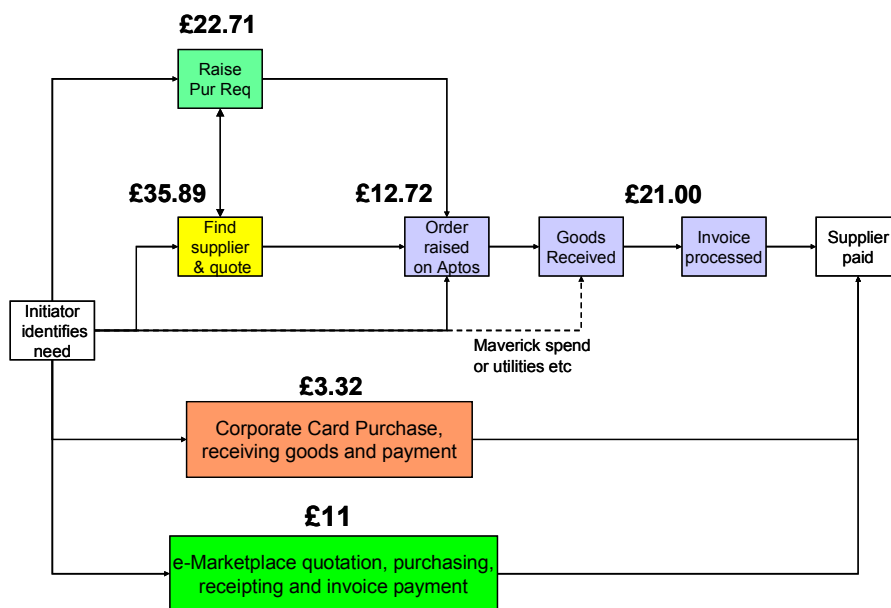 £22.71
Raise
Pur Req
£35.89
£12.72
£21.00
Find
supplier
& quote
Order
raised
on Aptos
Goods
Received
Invoice
processed
Supplier
paid
Initiator
identifies
need
Maverick spend
or utilities etc
£3.32
Corporate Card Purchase,
receiving goods and payment
£11
e-Marketplace quotation, purchasing,
receipting and invoice payment